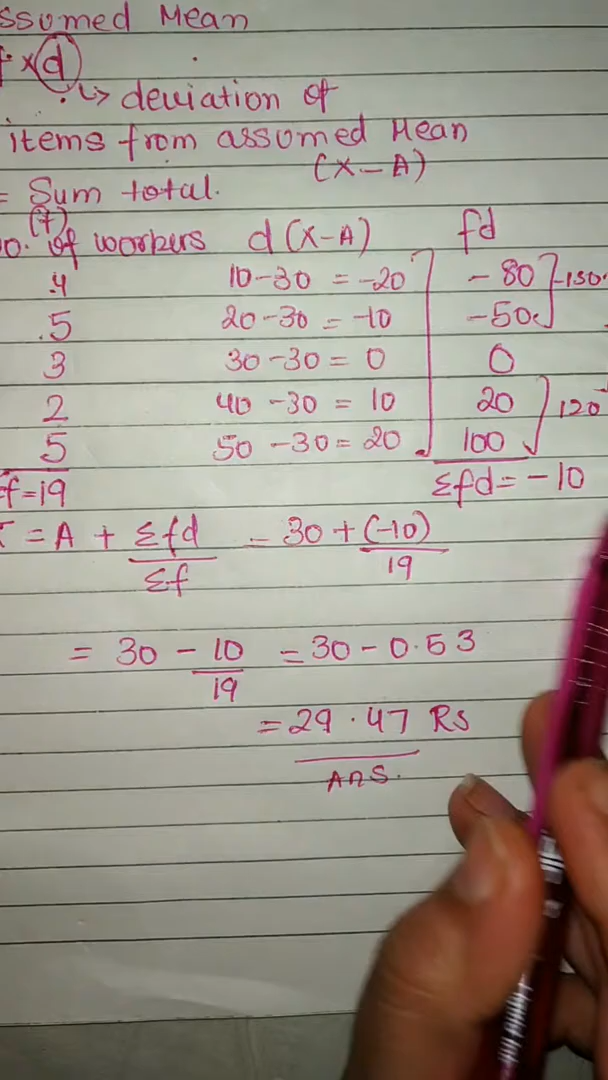 ssumed Mean
f × d
↳ deviation of
items from assumed Mean
= Sum total. (X-A)
(f)
o. of workers d (X-A) fd
4 10-30 = -20 -80 -130
5 20-30 = -10 -50
3 30-30 = 0 0
2 40-30 = 10 20 120
5 50-30 = 20 100
f=19 Σfd = -10
= A + Σfd/Σf = 30 + (-10)/19
= 30 - 10/19 = 30 - 0.53
= 29.47 Rs
Ans.